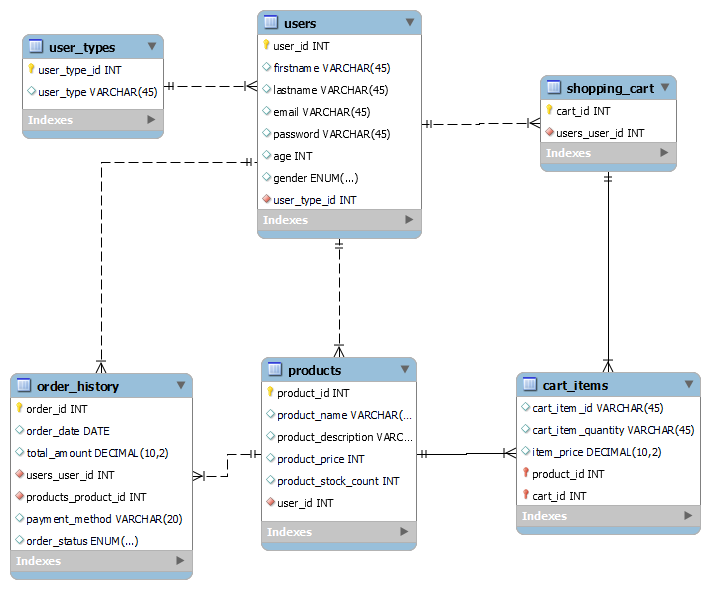 user_types
user_type_id INT
user_type VARCHAR(45)
Indexes
users
user_id INT
firstname VARCHAR(45)
lastname VARCHAR(45)
email VARCHAR(45)
password VARCHAR(45)
age INT
gender ENUM(...)
user_type_id INT
Indexes
shopping_cart
cart_id INT
users_user_id INT
Indexes
order_history
order_id INT
order_date DATE
total_amount DECIMAL(10,2)
users_user_id INT
products_product_id INT
payment_method VARCHAR(20)
order_status ENUM(...)
Indexes
products
product_id INT
product_name VARCHAR(...
product_description VARC...
product_price INT
product_stock_count INT
user_id INT
Indexes
cart_items
cart_item_id VARCHAR(45)
cart_item _quantity VARCHAR(45)
item_price DECIMAL(10,2)
product_id INT
cart_id INT
Indexes